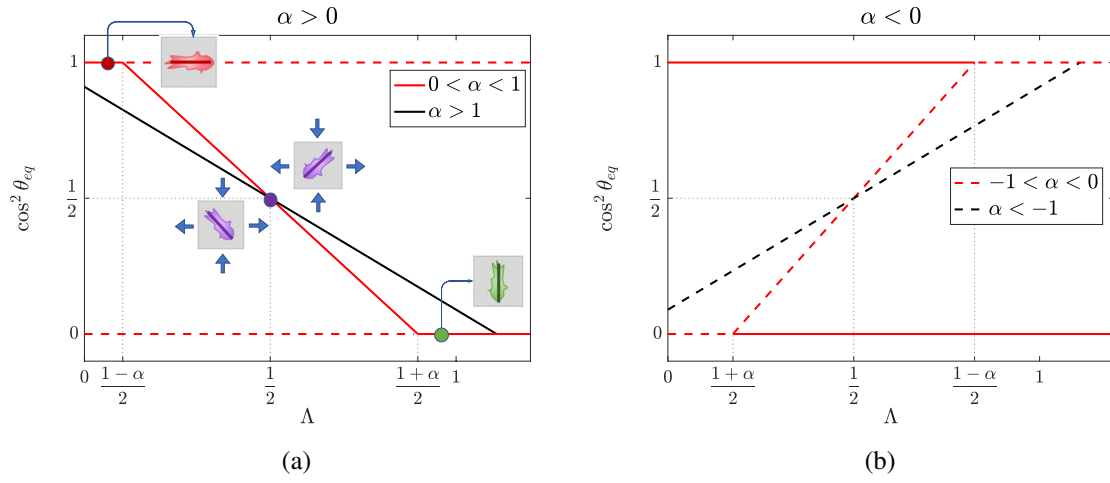 α > 0
cos² θ_eq
1
1/2
0
0 < α < 1
α > 1
0
(1−α)/2
1/2
(1+α)/2
1
Λ
(a)
α < 0
cos² θ_eq
1
1/2
0
−1 < α < 0
α < −1
0
(1+α)/2
1/2
(1−α)/2
1
Λ
(b)